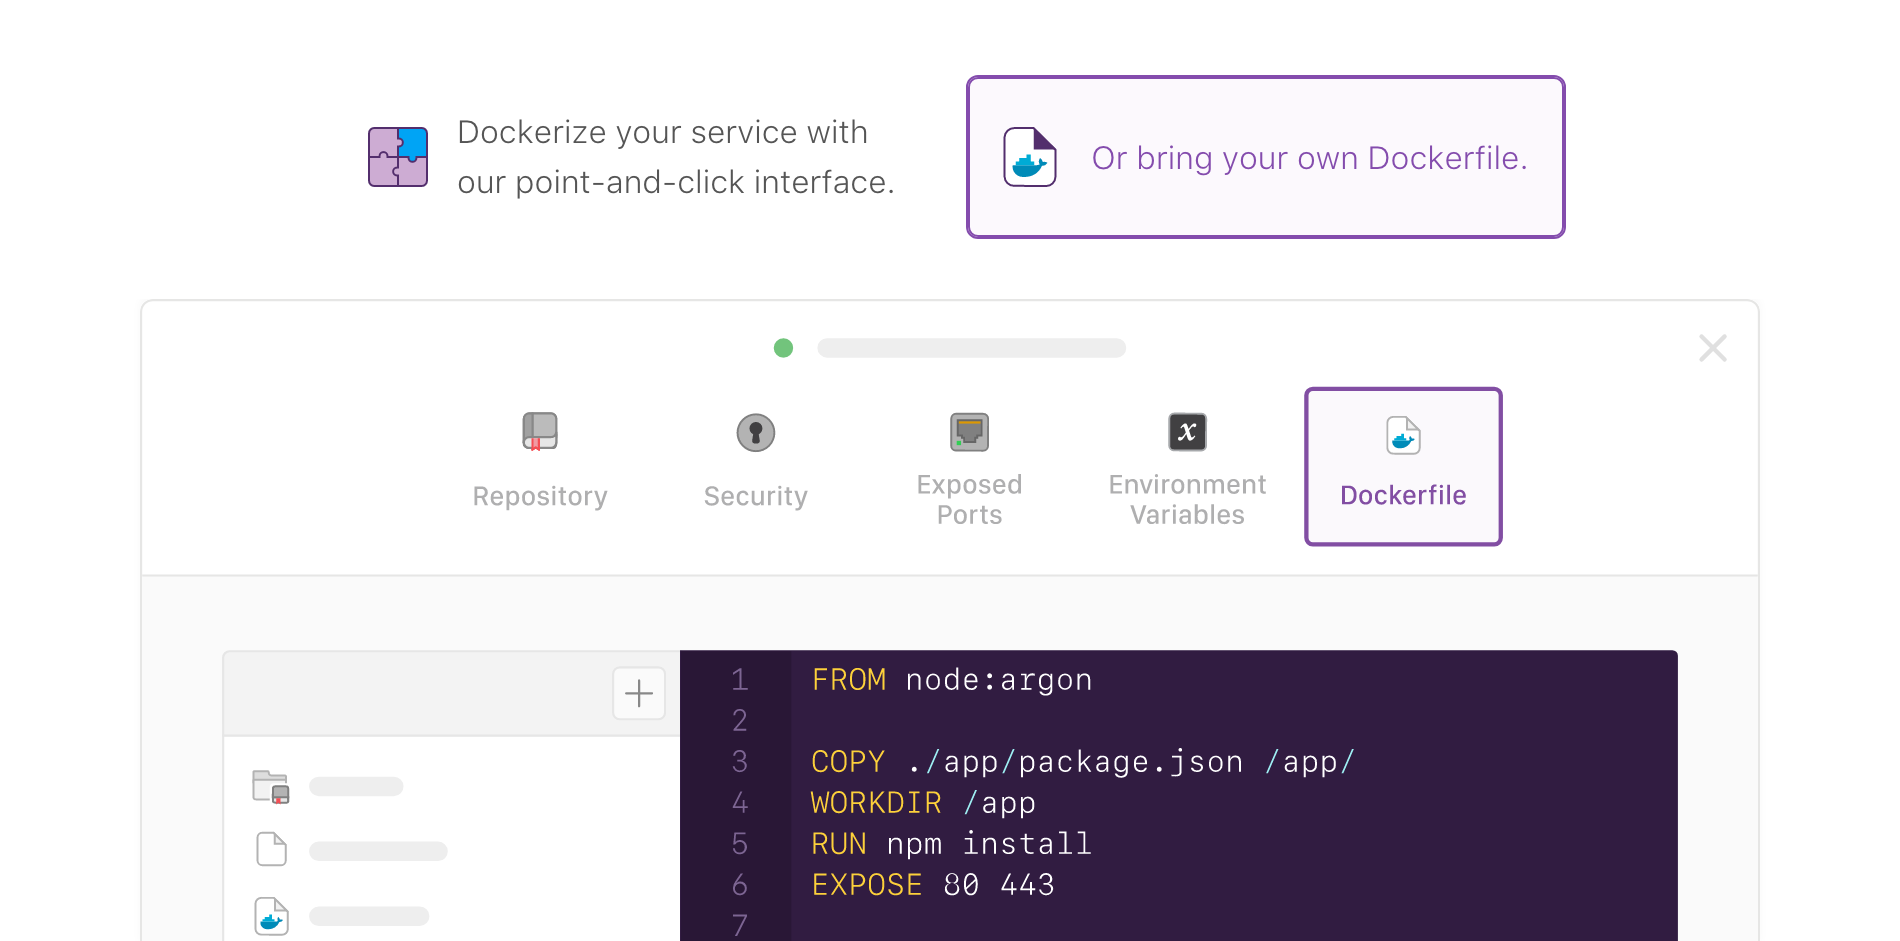 Dockerize your service with
our point-and-click interface.
Or bring your own Dockerfile.
Repository
Security
Exposed
Ports
Environment
Variables
Dockerfile
1 FROM node:argon
2
3 COPY ./app/package.json /app/
4 WORKDIR /app
5 RUN npm install
6 EXPOSE 80 443
7